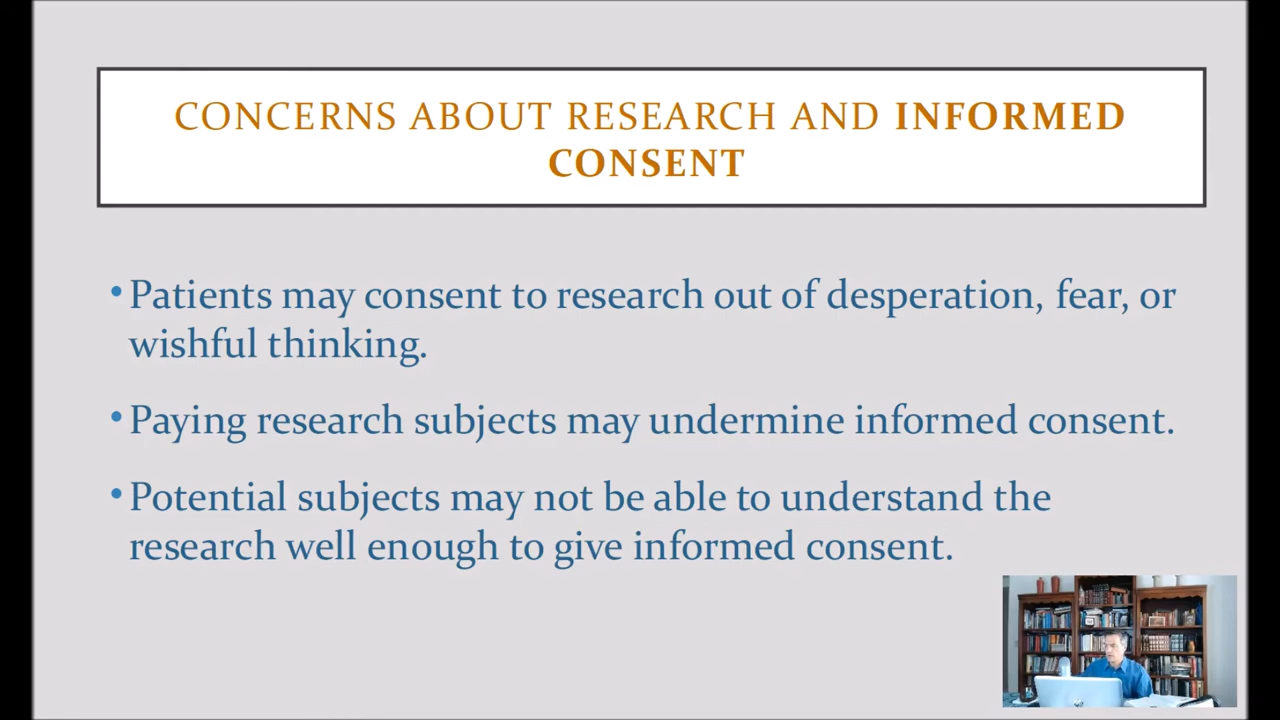 CONCERNS ABOUT RESEARCH AND INFORMED
CONSENT
•Patients may consent to research out of desperation, fear, or
wishful thinking.
•Paying research subjects may undermine informed consent.
•Potential subjects may not be able to understand the
research well enough to give informed consent.